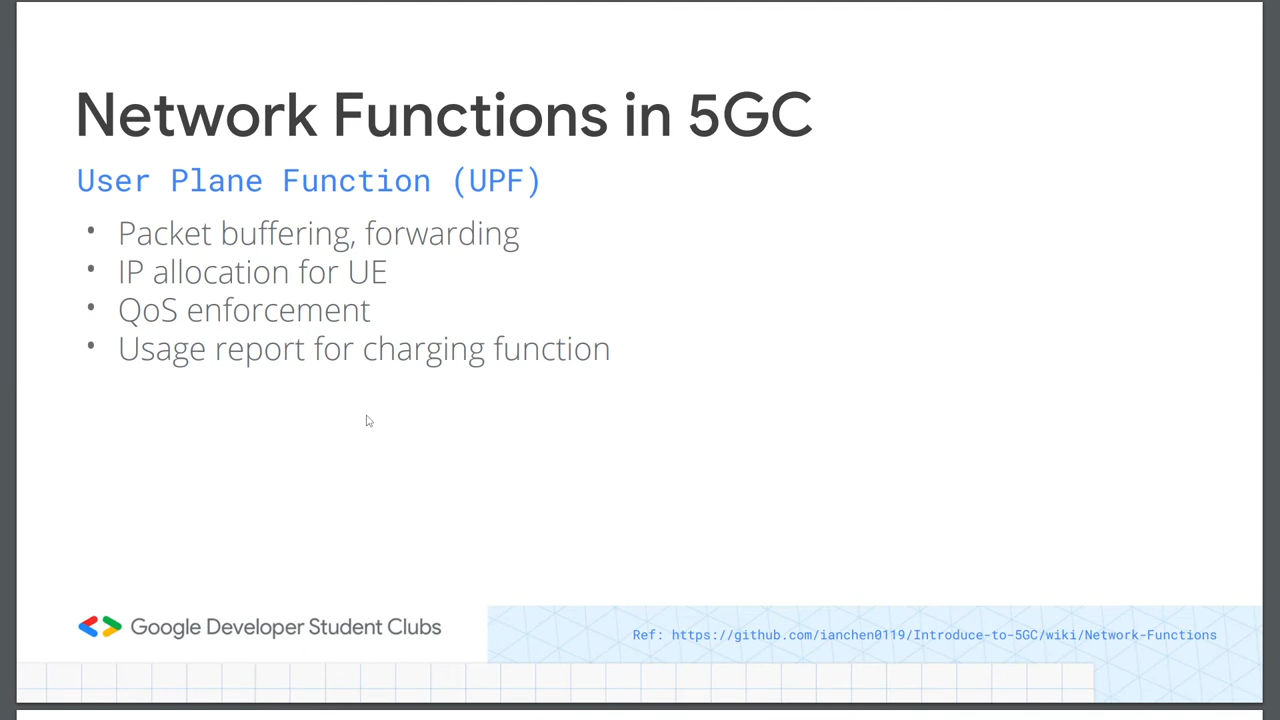 Network Functions in 5GC
User Plane Function (UPF)
• Packet buffering, forwarding
• IP allocation for UE
• QoS enforcement
• Usage report for charging function
Google Developer Student Clubs
Ref: https://github.com/ianchen0119/Introduce-to-5GC/wiki/Network-Functions